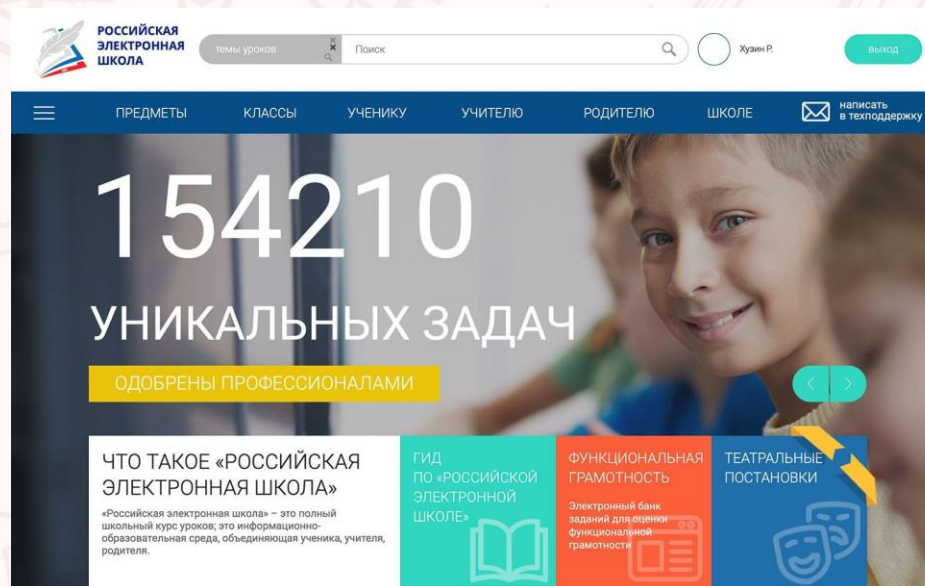 РОССИЙСКАЯ
ЭЛЕКТРОННАЯ
ШКОЛА
темы уроков
Поиск
Хузин Р.
выход
ПРЕДМЕТЫ
КЛАССЫ
УЧЕНИКУ
УЧИТЕЛЮ
РОДИТЕЛЮ
ШКОЛЕ
написать
в техподдержку
154210
УНИКАЛЬНЫХ ЗАДАЧ
ОДОБРЕНЫ ПРОФЕССИОНАЛАМИ
ЧТО ТАКОЕ «РОССИЙСКАЯ
ЭЛЕКТРОННАЯ ШКОЛА»
«Российская электронная школа» – это полный
школьный курс уроков; это информационно-
образовательная среда, объединяющая ученика, учителя,
родителя.
ГИД
ПО «РОССИЙСКОЙ
ЭЛЕКТРОННОЙ
ШКОЛЕ»
ФУНКЦИОНАЛЬНАЯ
ГРАМОТНОСТЬ
Электронный банк
заданий для оценки
функциональной
грамотности
ТЕАТРАЛЬНЫЕ
ПОСТАНОВКИ